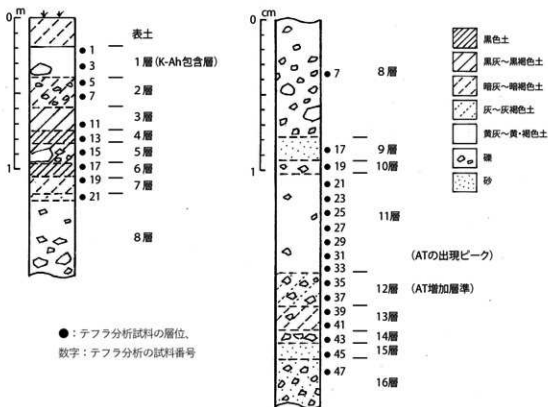 m
0
表土
1
1層(K-Ah包含層)
3
5
2層
7
3層
11
13
4層
15
5層
1
17
6層
19
7層
21
8層
●:テフラ分析試料の層位、
数字:テフラ分析の試料番号
cm
0
7
8層
17
9層
1
19
10層
21
23
25
11層
27
29
31
(ATの出現ピーク)
33
35
12層
(AT増加層準)
37
39
13層
41
43
14層
45
15層
47
16層
黒色土
黒灰～黒褐色土
暗灰～暗褐色土
灰～灰褐色土
黄灰～黄・褐色土
礫
砂